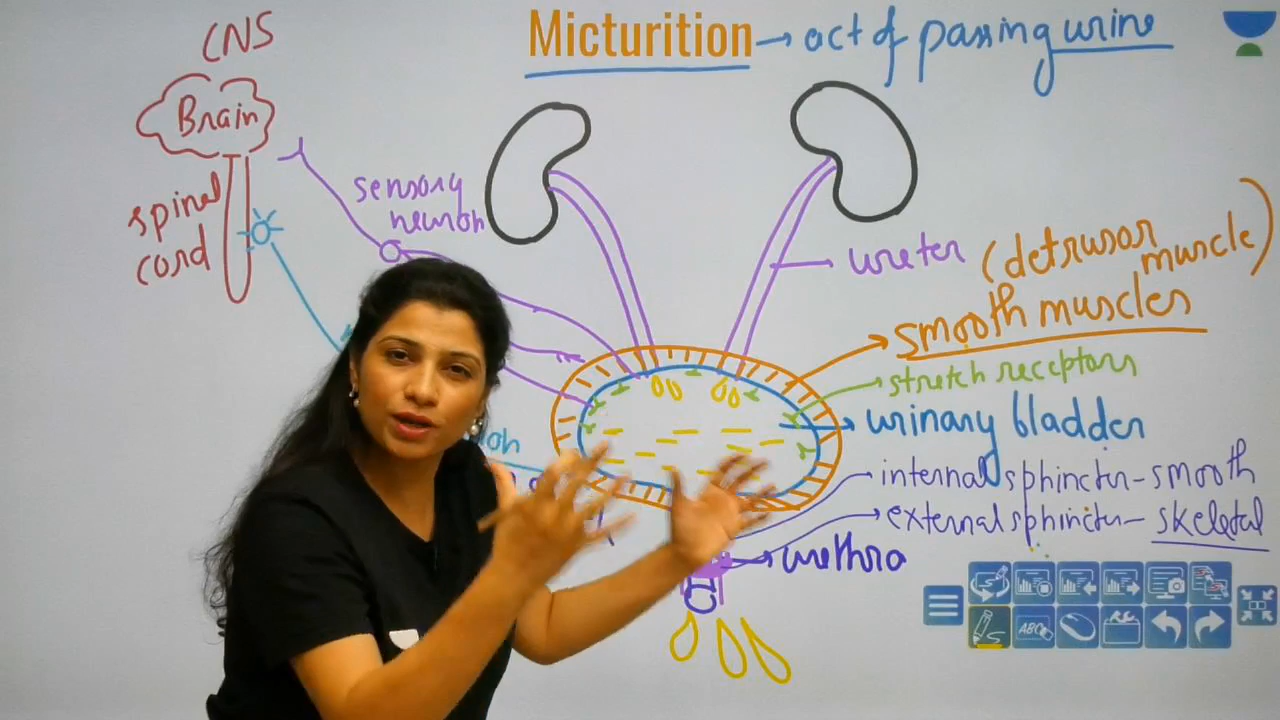 Micturition → act of passing urine
CNS
Brain
spinal
cord
sensory
neuron
ureter
(detrusor
muscle)
smooth muscles
stretch receptors
urinary bladder
internal sphincter-smooth
external sphincter- skeletal
urethra
ABC